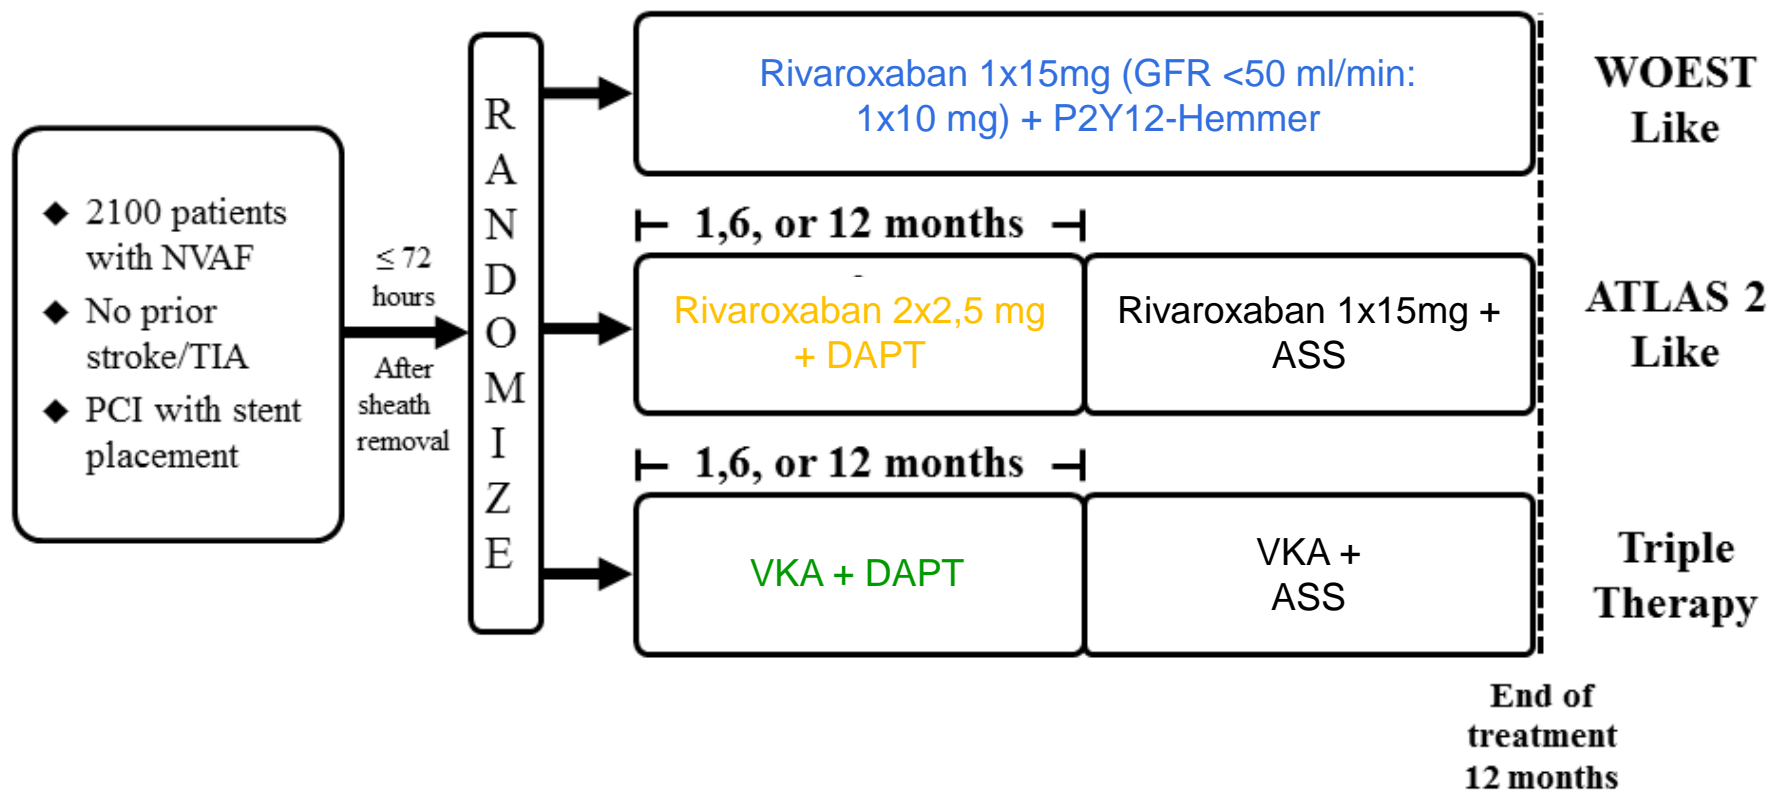 2100 patients
with NVAF
No prior
stroke/TIA
PCI with stent
placement
≤ 72
hours
After
sheath
removal
RANDOMIZE
Rivaroxaban 1x15mg (GFR <50 ml/min:
1x10 mg) + P2Y12-Hemmer
WOEST
Like
1,6, or 12 months
Rivaroxaban 2x2,5 mg
+ DAPT
Rivaroxaban 1x15mg +
ASS
ATLAS 2
Like
1,6, or 12 months
VKA + DAPT
VKA +
ASS
Triple
Therapy
End of
treatment
12 months